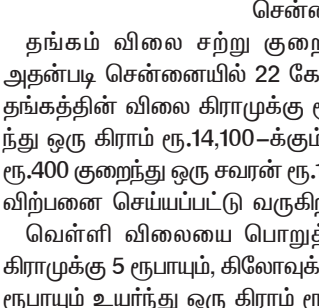 சென்னை
தங்கம் விலை சற்று
அதன்படி சென்னையில் 22
தங்கத்தின் விலை கிராமுக்கு
ந்து ஒரு கிராம் ரூ.14,100–க்கும்
ரூ.400 குறைந்து ஒரு சவரன்
விற்பனை செய்யப்பட்டு
வெள்ளி விலையை
கிராமுக்கு 5 ரூபாயும்,
ரூபாயும் உயர்ந்து ஒரு கிராம்